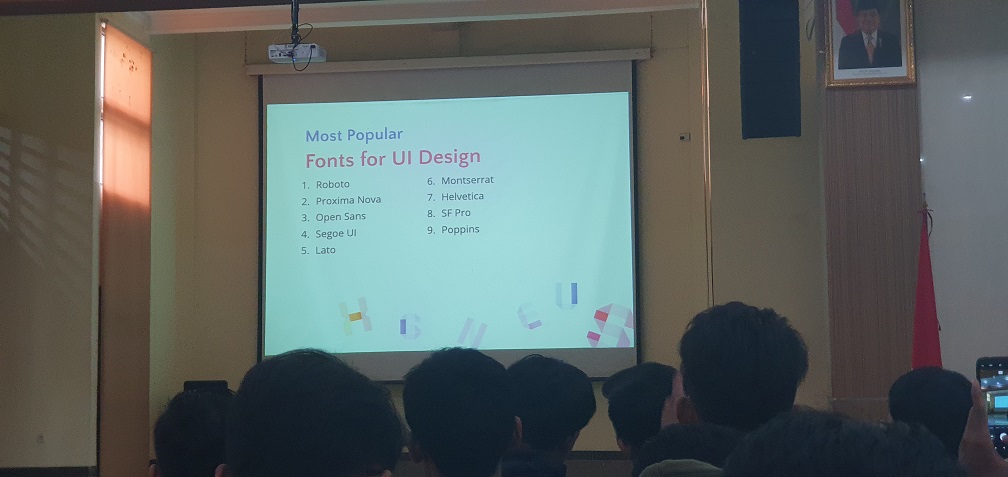 Most Popular
Fonts for UI Design
1. Roboto
2. Proxima Nova
3. Open Sans
4. Segoe UI
5. Lato
6. Montserrat
7. Helvetica
8. SF Pro
9. Poppins